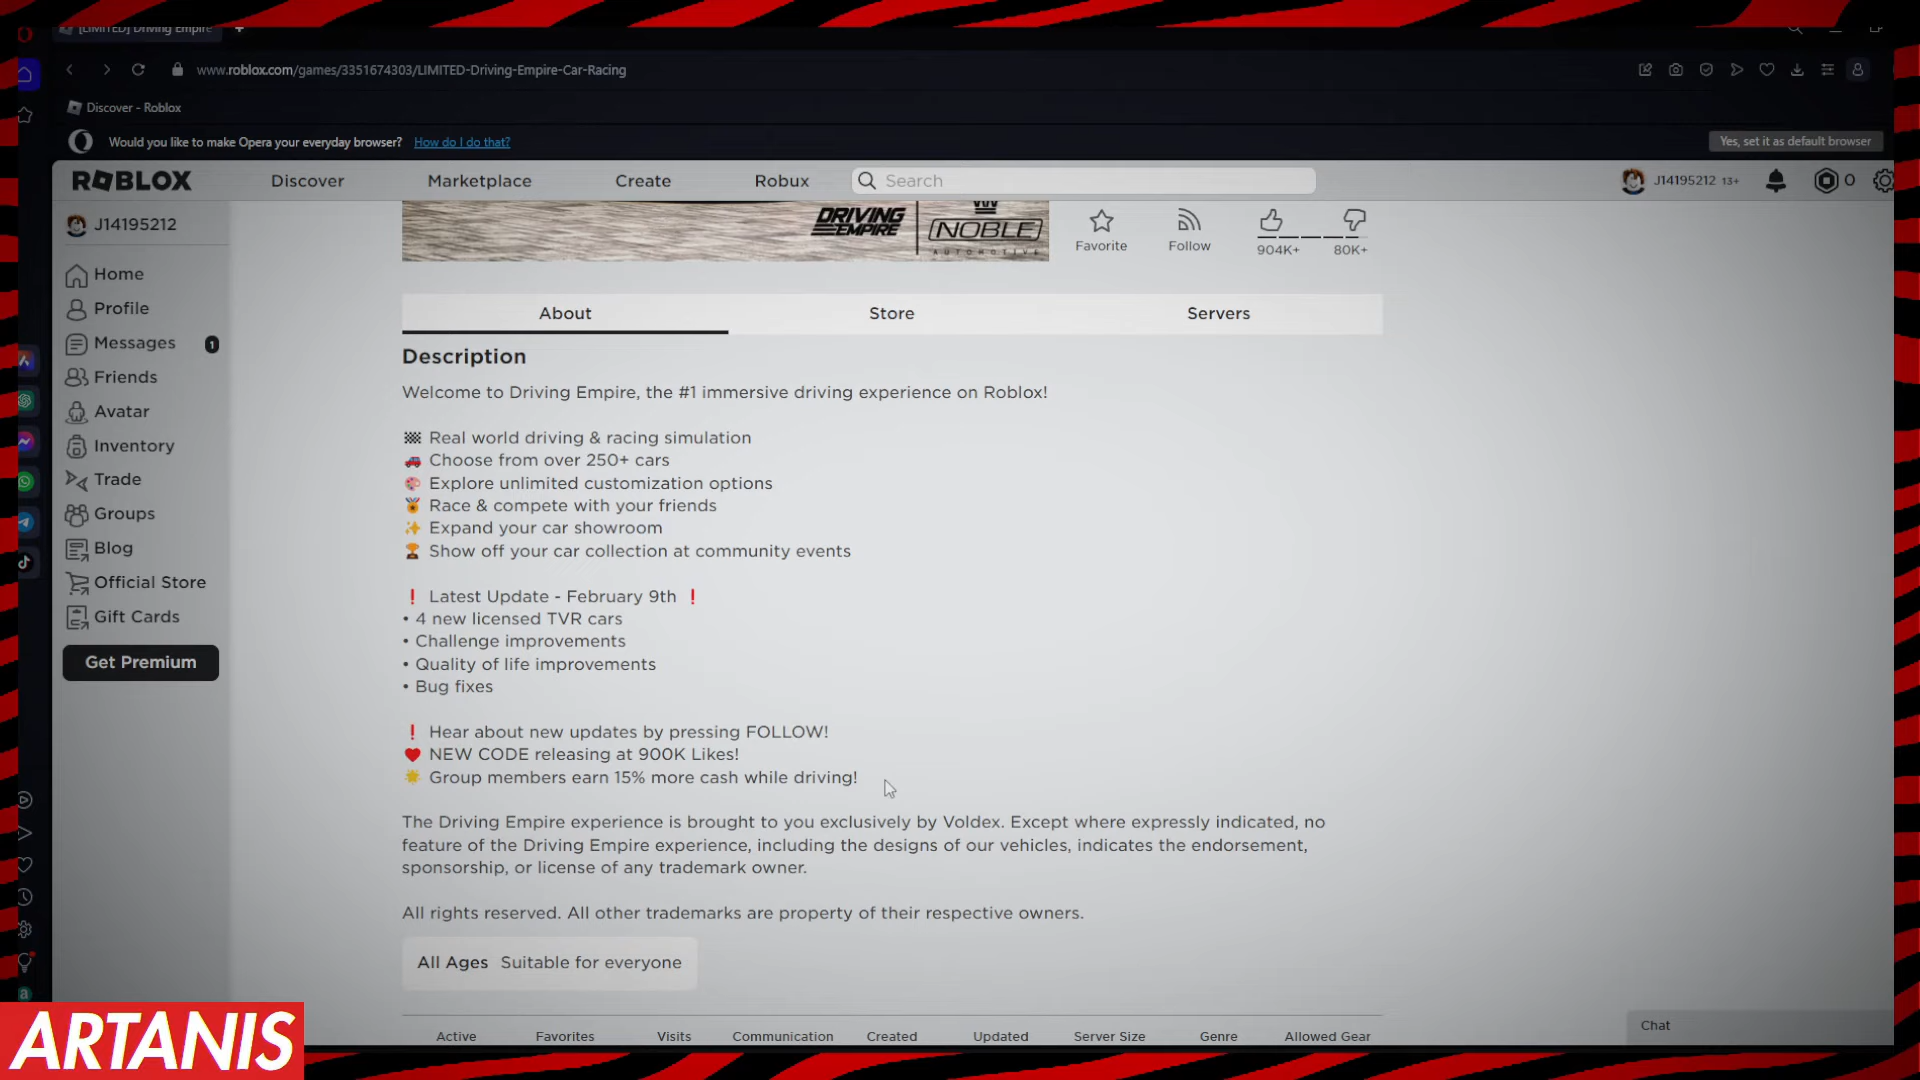 [LIMITED] Driving Empire
www.roblox.com/games/3351674303/LIMITED-Driving-Empire-Car-Racing
Discover - Roblox
Would you like to make Opera your everyday browser? How do I do that?
Yes, set it as default browser
ROBLOX
Discover
Marketplace
Create
Robux
Search
J14195212 13+
0
J14195212
Home
Profile
Messages 1
Friends
Avatar
Inventory
Trade
Groups
Blog
Official Store
Gift Cards
Get Premium
DRIVING EMPIRE
NOBLE
AUTOMOTIVE
Favorite
Follow
904K+
80K+
About
Store
Servers
Description
Welcome to Driving Empire, the #1 immersive driving experience on Roblox!
🏁 Real world driving & racing simulation
🚗 Choose from over 250+ cars
🎨 Explore unlimited customization options
🏅 Race & compete with your friends
✨ Expand your car showroom
🏆 Show off your car collection at community events
❗ Latest Update - February 9th ❗
• 4 new licensed TVR cars
• Challenge improvements
• Quality of life improvements
• Bug fixes
❗ Hear about new updates by pressing FOLLOW!
❤️ NEW CODE releasing at 900K Likes!
🌟 Group members earn 15% more cash while driving!
The Driving Empire experience is brought to you exclusively by Voldex. Except where expressly indicated, no
feature of the Driving Empire experience, including the designs of our vehicles, indicates the endorsement,
sponsorship, or license of any trademark owner.
All rights reserved. All other trademarks are property of their respective owners.
All Ages Suitable for everyone
Active
Favorites
Visits
Communication
Created
Updated
Server Size
Genre
Allowed Gear
Chat
ARTANIS